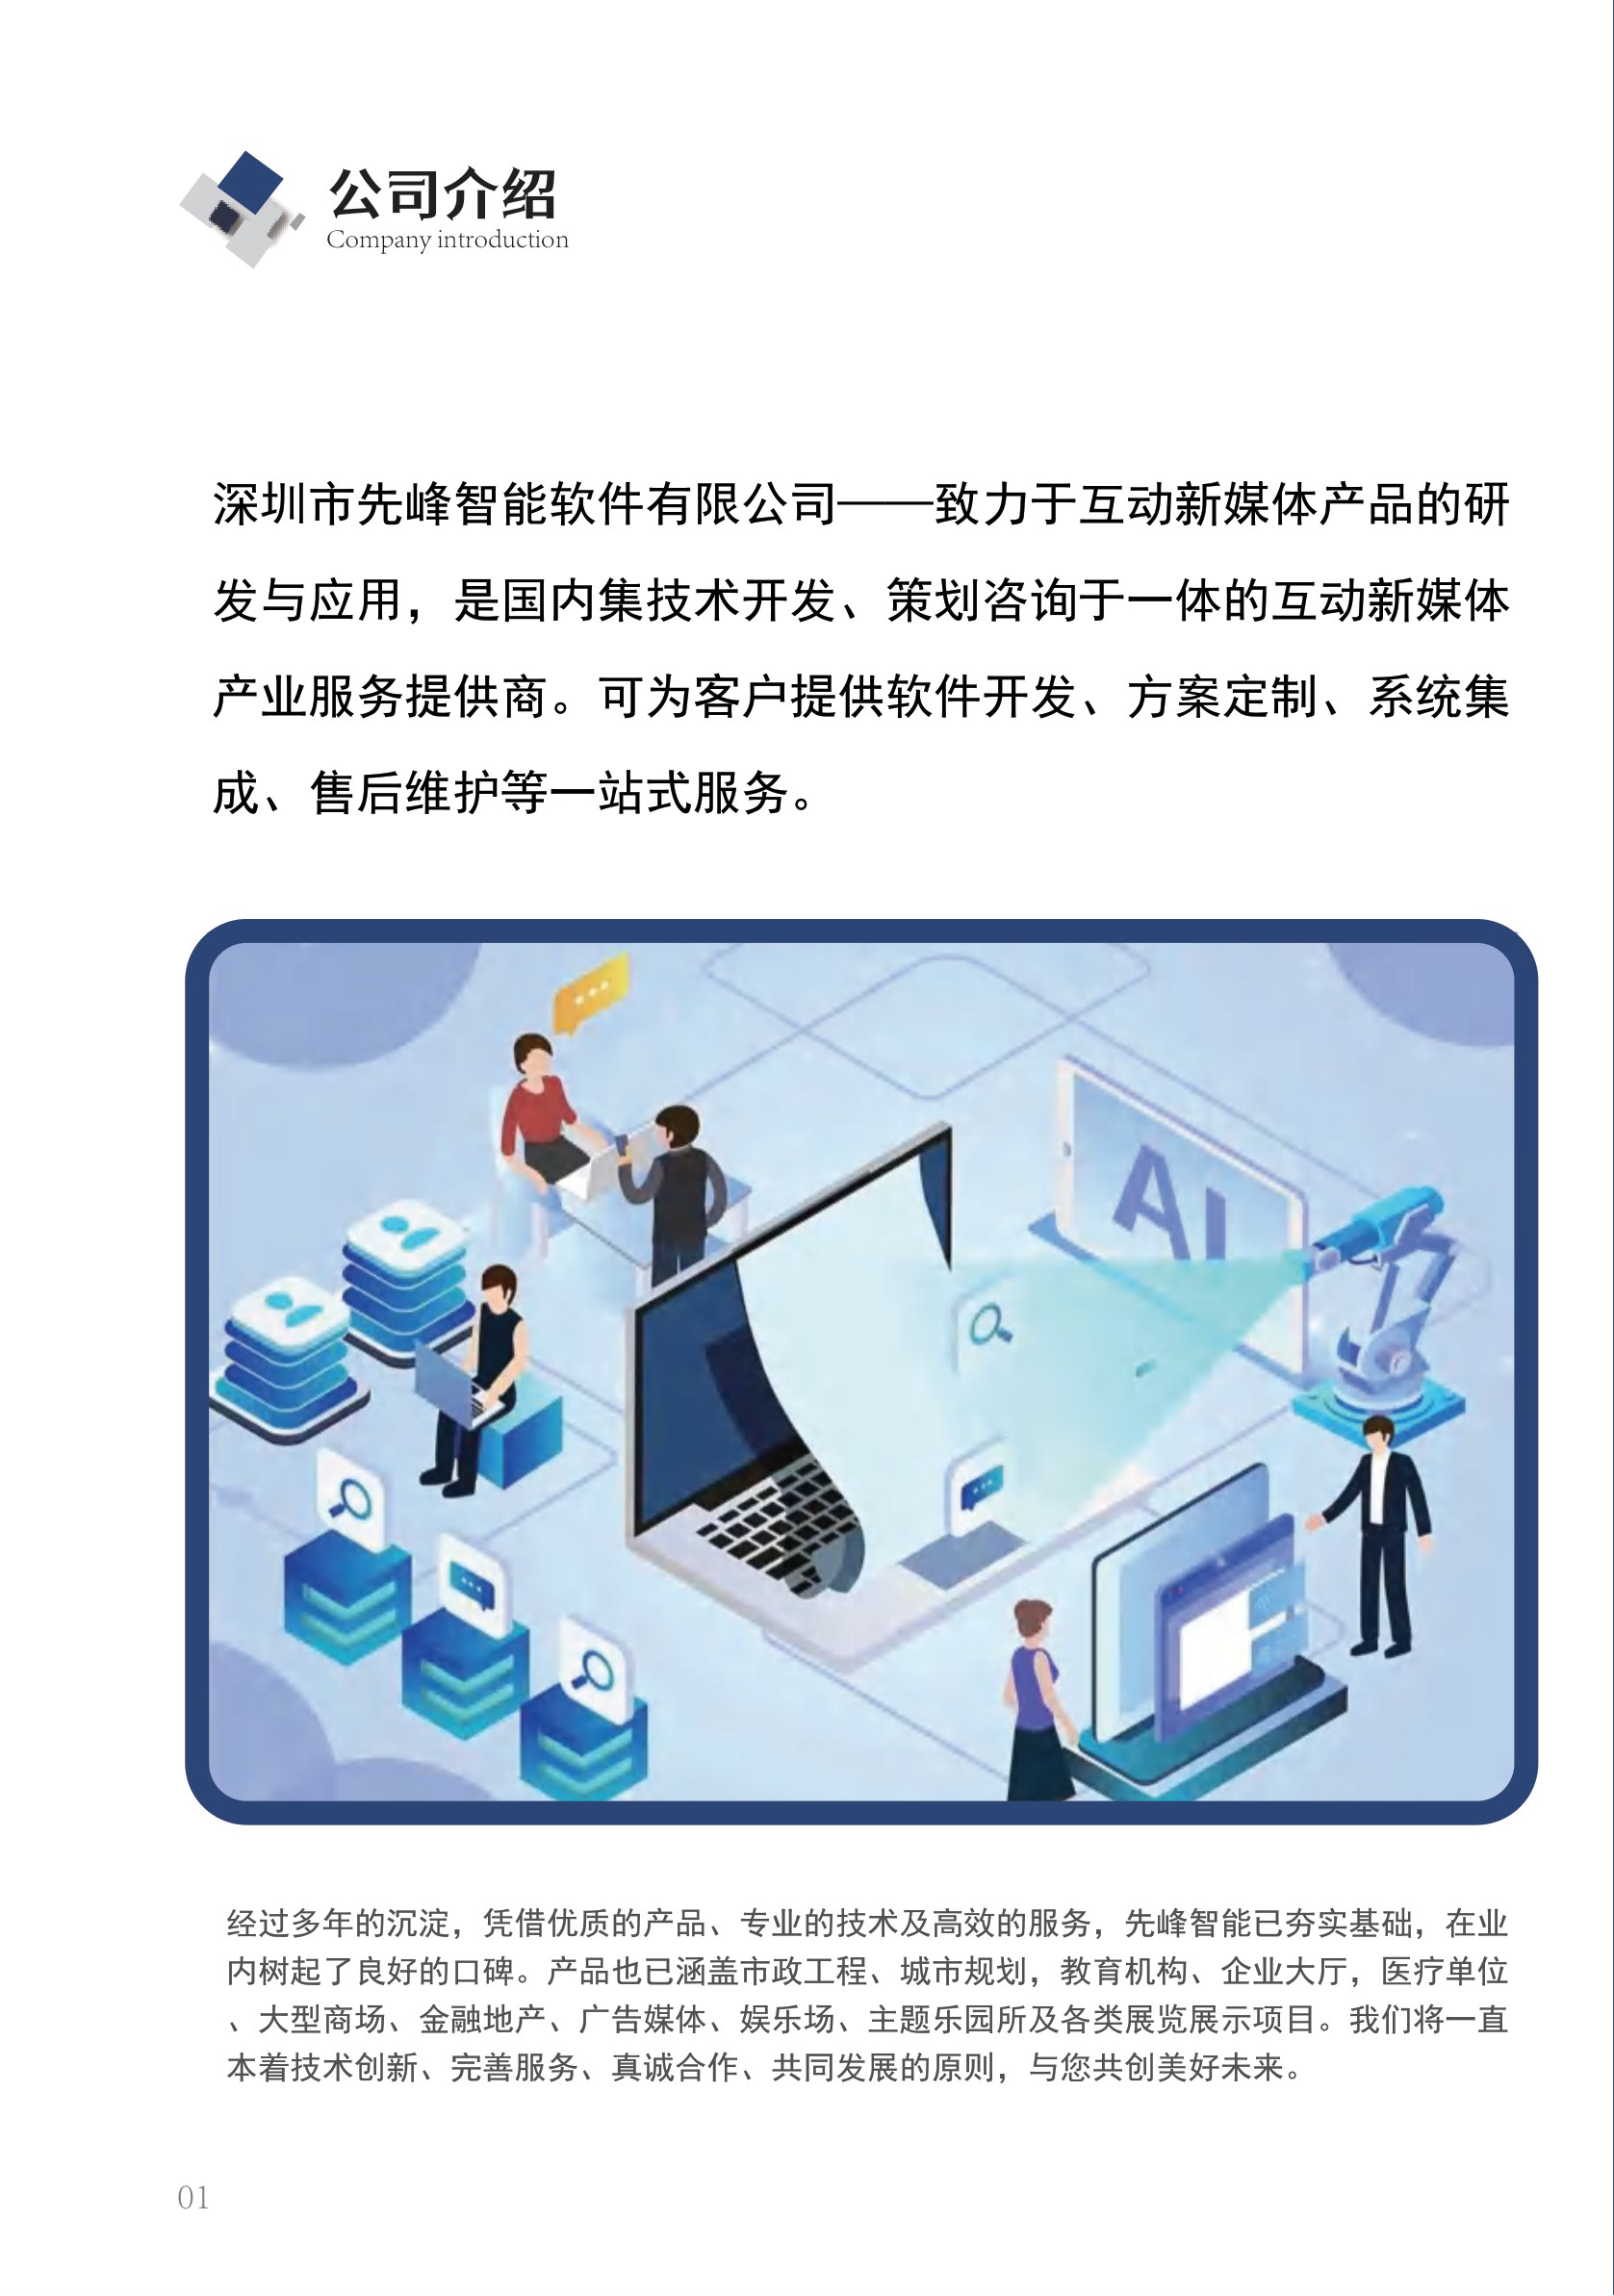 公司介绍
Company introduction
深圳市先峰智能软件有限公司——致力于互动新媒体产品的研
发与应用，是国内集技术开发、策划咨询于一体的互动新媒体
产业服务提供商。可为客户提供软件开发、方案定制、系统集
成、售后维护等一站式服务。
AI
经过多年的沉淀，凭借优质的产品、专业的技术及高效的服务，先峰智能已夯实基础，在业
内树起了良好的口碑。产品也已涵盖市政工程、城市规划，教育机构、企业大厅，医疗单位
、大型商场、金融地产、广告媒体、娱乐场、主题乐园所及各类展览展示项目。我们将一直
本着技术创新、完善服务、真诚合作、共同发展的原则，与您共创美好未来。
01